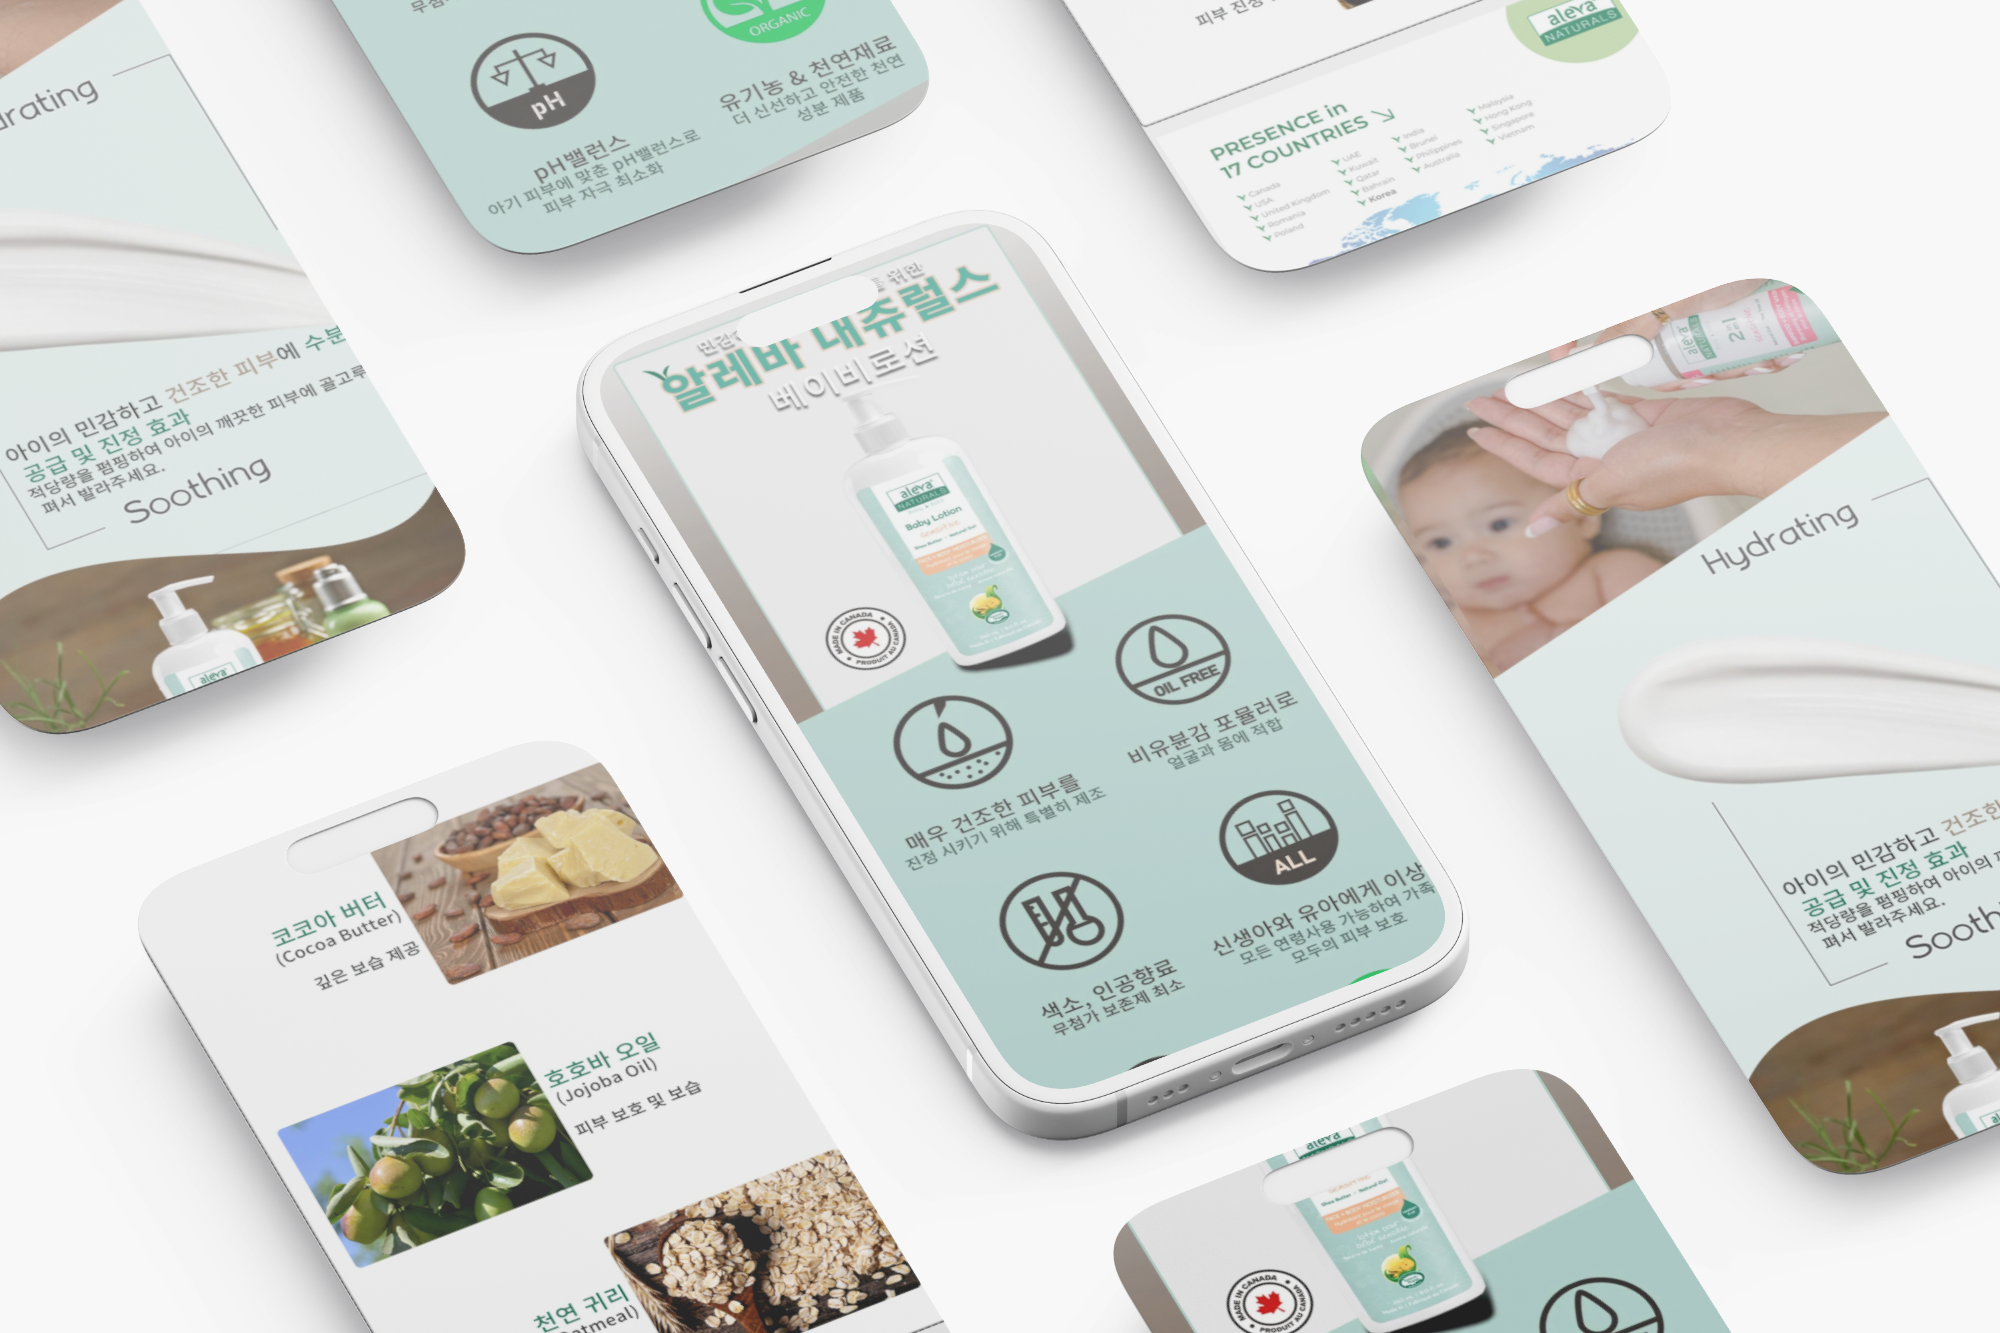 Hydrating
아이의 민감하고 건조한 피부에 수분
공급 및 진정 효과
적당량을 펌핑하여 아이의 깨끗한 피부에 골고루
펴서 발라주세요.
Soothing
aleva
pH
pH밸런스
아기 피부에 맞춘 pH밸런스로
피부 자극 최소화
ORGANIC
유기농 & 천연재료
더 신선하고 안전한 천연
성분 제품
피부 진정
aleva
NATURALS
PRESENCE in
17 COUNTRIES
Canada
USA
United Kingdom
Romania
Poland
UAE
Kuwait
Qatar
Bahrain
Korea
India
Brunei
Philippines
Australia
Malaysia
Hong Kong
Singapore
Vietnam
위한
알레바 내츄럴스
베이비로션
aleva
NATURALS
Baby Lotion
Shea Butter Natural Oat
MADE IN CANADA
PRODUIT AU CANADA
OIL FREE
비유분감 포뮬러로
얼굴과 몸에 적합
매우 건조한 피부를
진정 시키기 위해 특별히 제조
ALL
신생아와 유아에게 이상
모든 연령사용 가능하여 가족
모두의 피부 보호
색소, 인공향료
무첨가 보존제 최소
코코아 버터
(Cocoa Butter)
깊은 보습 제공
호호바 오일
(Jojoba Oil)
피부 보호 및 보습
천연 귀리
aleva
NATURALS
2 in 1
Hydrating
아이의 민감하고 건조한
공급 및 진정 효과
적당량을 펌핑하여 아이의
펴서 발라주세요.
aleva
Shea Butter Natural Oat
MADE IN CANADA
PRODUIT AU CANADA